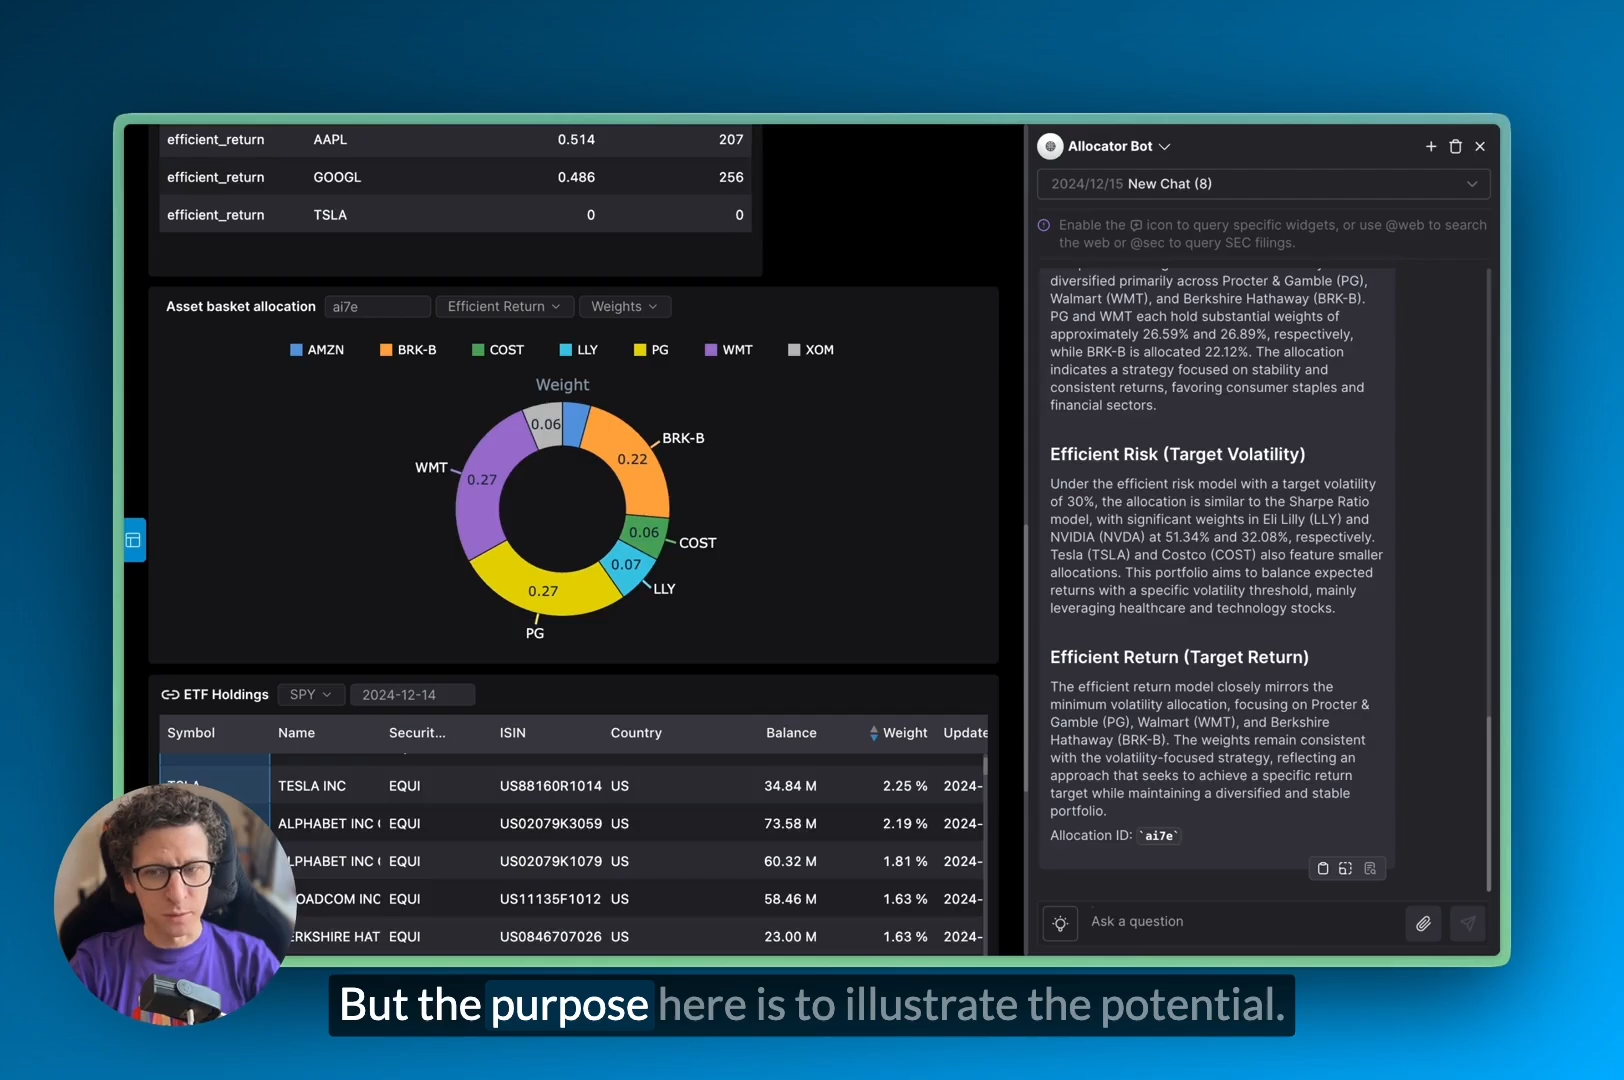 efficient_return AAPL 0.514 207
efficient_return GOOGL 0.486 256
efficient_return TSLA 0 0
Asset basket allocation ai7e Efficient Return Weights
AMZN BRK-B COST LLY PG WMT XOM
Weight
0.06
BRK-B
0.22
WMT
0.27
0.06
COST
0.07
LLY
0.27
PG
ETF Holdings SPY 2024-12-14
Symbol Name Securit... ISIN Country Balance Weight Update
TSLA TESLA INC EQUI US88160R1014 US 34.84 M 2.25 % 2024-
ALPHABET INC EQUI US02079K3059 US 73.58 M 2.19 % 2024-
LPHABET INC EQUI US02079K1079 US 60.32 M 1.81 % 2024-
OADCOM INC EQUI US11135F1012 US 58.46 M 1.63 % 2024-
ERKSHIRE HAT EQUI US0846707026 US 23.00 M 1.63 % 2024-
Allocator Bot
2024/12/15 New Chat (8)
Enable the icon to query specific widgets, or use @web to search
the web or @sec to query SEC filings.
diversified primarily across Procter & Gamble (PG),
Walmart (WMT), and Berkshire Hathaway (BRK-B).
PG and WMT each hold substantial weights of
approximately 26.59% and 26.89%, respectively,
while BRK-B is allocated 22.12%. The allocation
indicates a strategy focused on stability and
consistent returns, favoring consumer staples and
financial sectors.
Efficient Risk (Target Volatility)
Under the efficient risk model with a target volatility
of 30%, the allocation is similar to the Sharpe Ratio
model, with significant weights in Eli Lilly (LLY) and
NVIDIA (NVDA) at 51.34% and 32.08%, respectively.
Tesla (TSLA) and Costco (COST) also feature smaller
allocations. This portfolio aims to balance expected
returns with a specific volatility threshold, mainly
leveraging healthcare and technology stocks.
Efficient Return (Target Return)
The efficient return model closely mirrors the
minimum volatility allocation, focusing on Procter &
Gamble (PG), Walmart (WMT), and Berkshire
Hathaway (BRK-B). The weights remain consistent
with the volatility-focused strategy, reflecting an
approach that seeks to achieve a specific return
target while maintaining a diversified and stable
portfolio.
Allocation ID: `ai7e`
Ask a question
But the purpose here is to illustrate the potential.